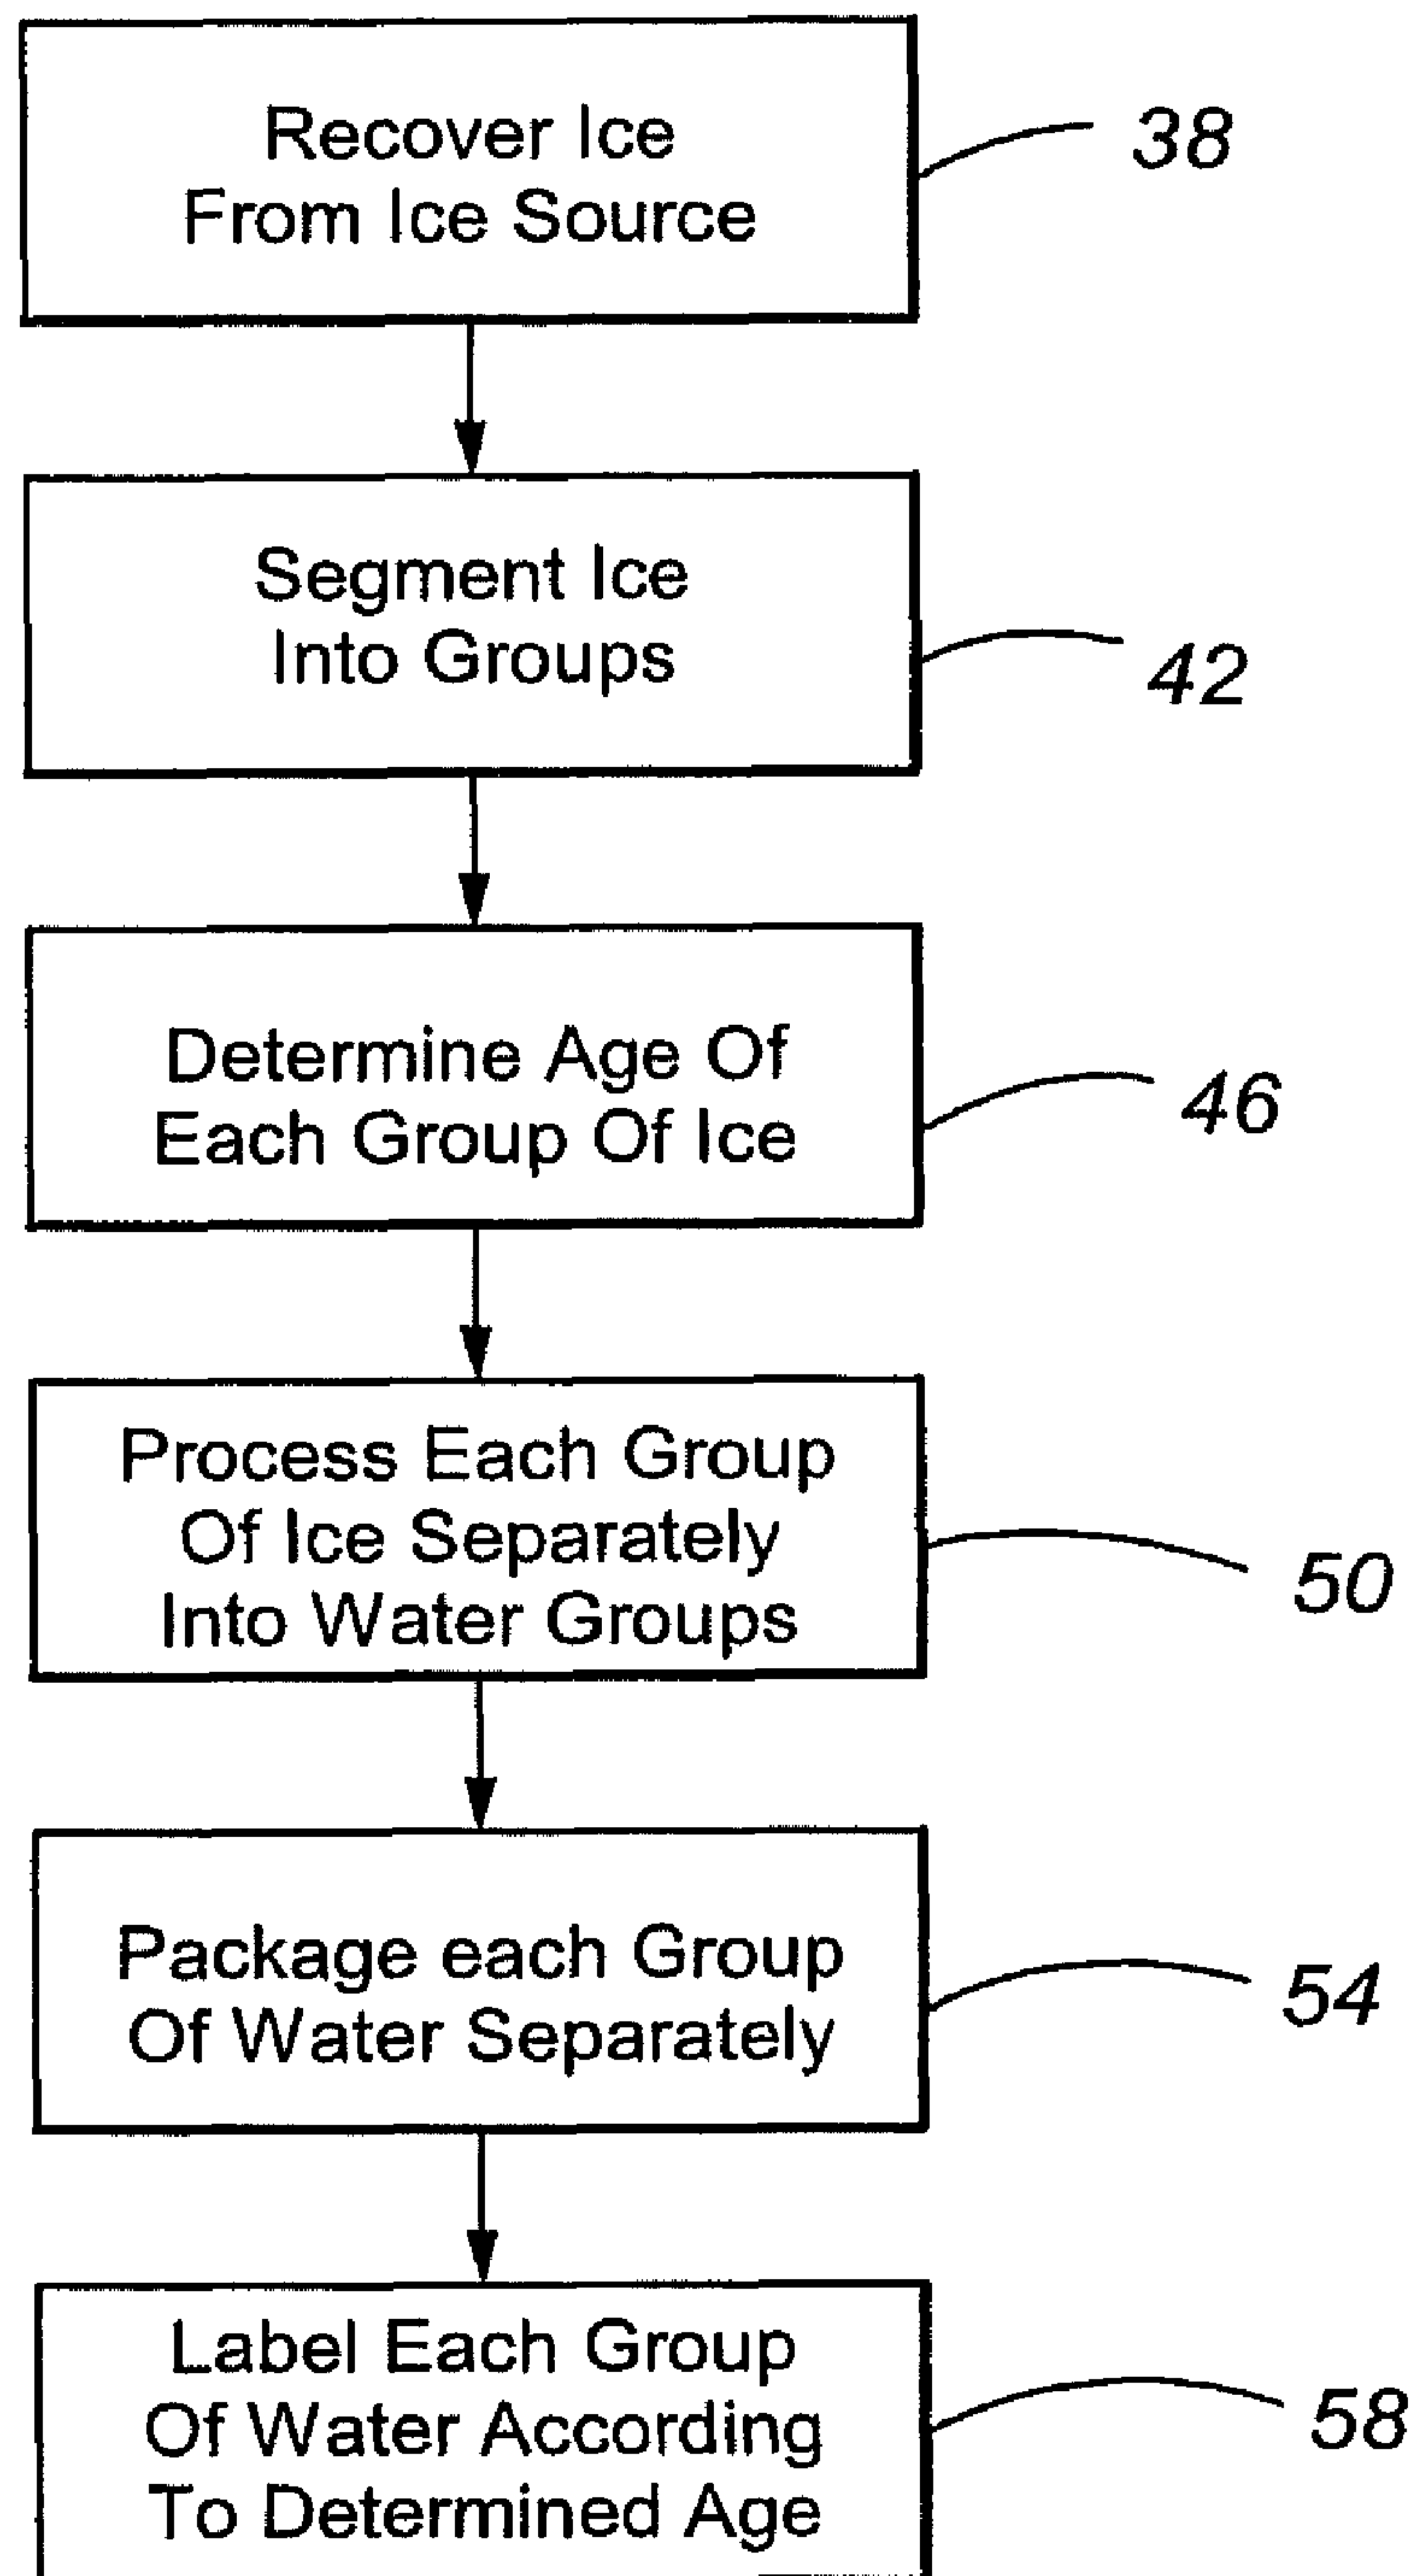 Recover Ice
From Ice Source
38
Segment Ice
Into Groups
42
Determine Age Of
Each Group Of Ice
46
Process Each Group
Of Ice Separately
Into Water Groups
50
Package each Group
Of Water Separately
54
Label Each Group
Of Water According
To Determined Age
58